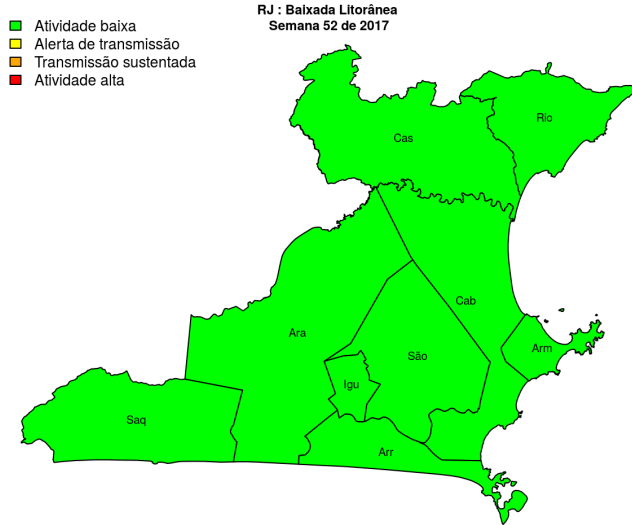 RJ : Baixada Litorânea
Semana 52 de 2017
Atividade baixa
Alerta de transmissão
Transmissão sustentada
Atividade alta
Rio
Cas
Cab
Ara
Arm
São
Igu
Saq
Arr